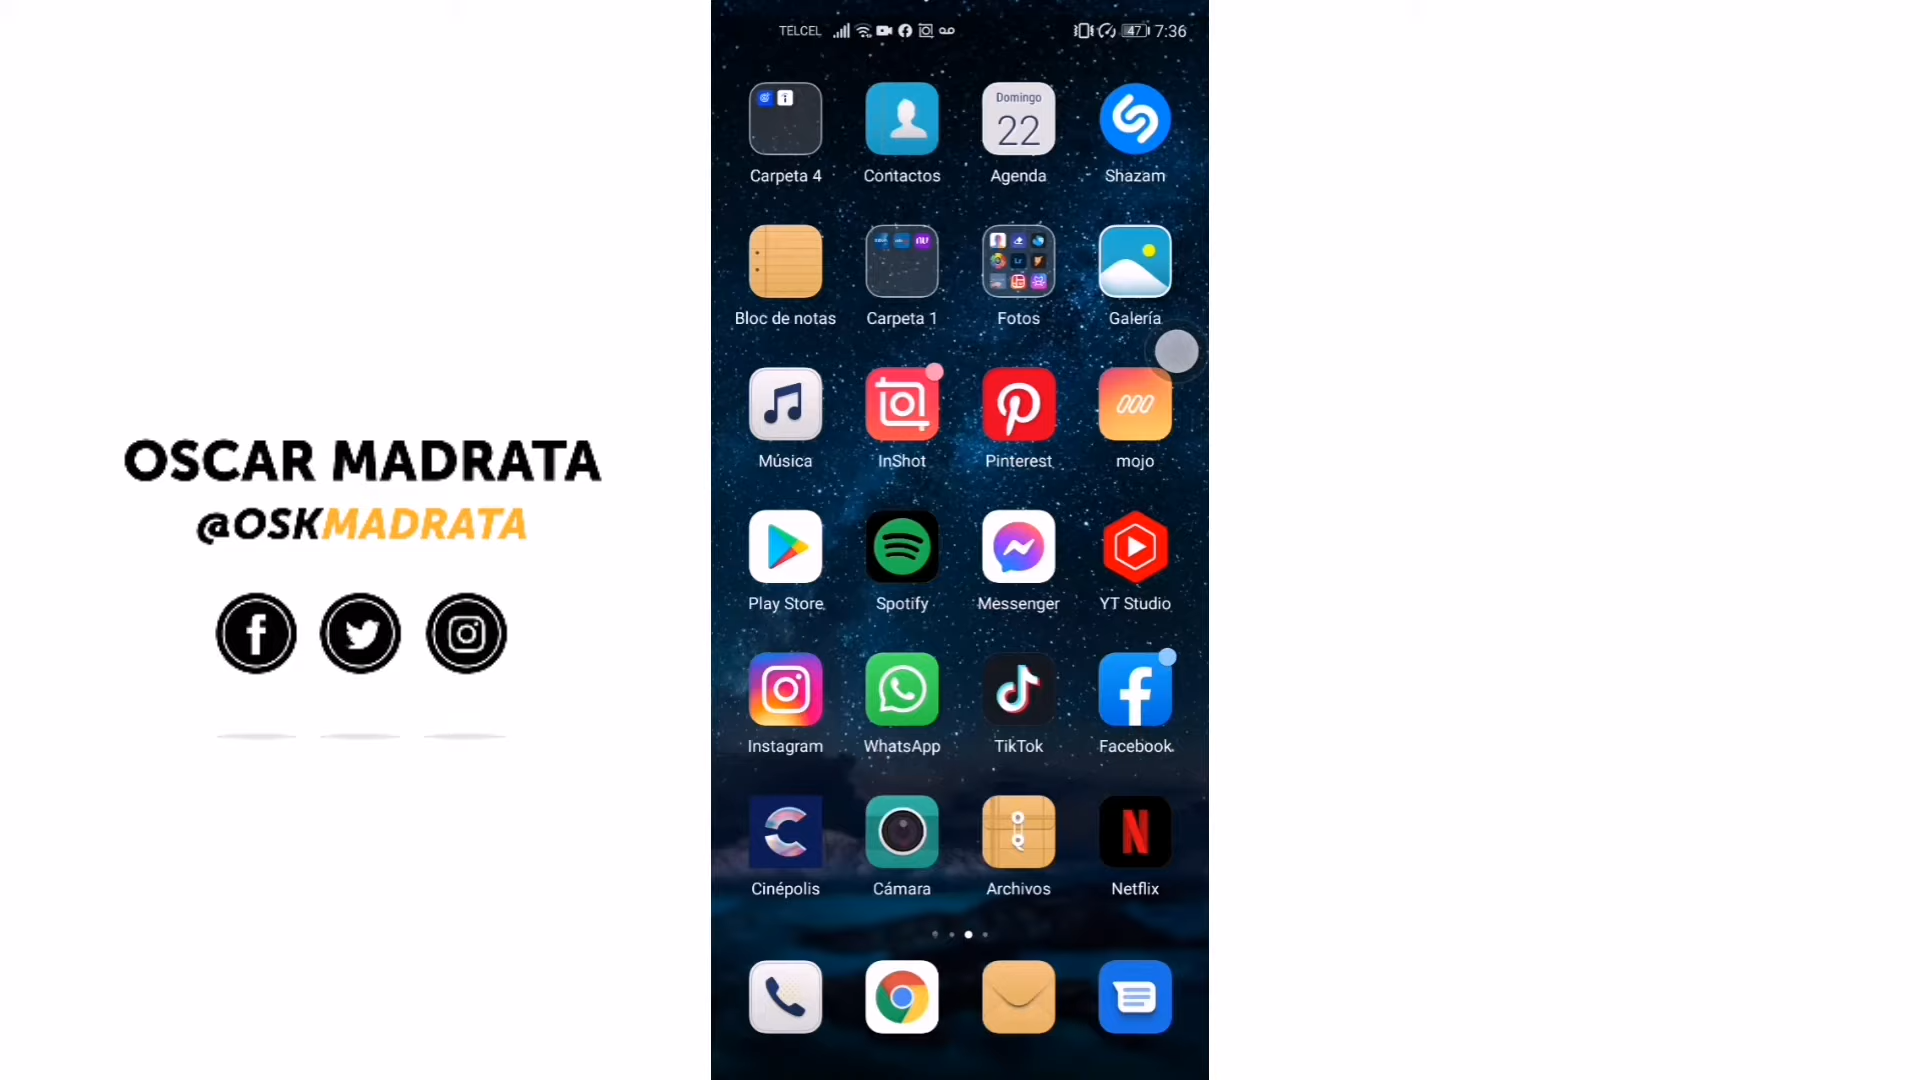 TELCEL
47 7:36
Domingo
22
Carpeta 4
Contactos
Agenda
Shazam
Bloc de notas
Carpeta 1
Fotos
Galería
Música
InShot
Pinterest
mojo
OSCAR MADRATA
@OSKMADRATA
Play Store
Spotify
Messenger
YT Studio
Instagram
WhatsApp
TikTok
Facebook
Cinépolis
Cámara
Archivos
Netflix